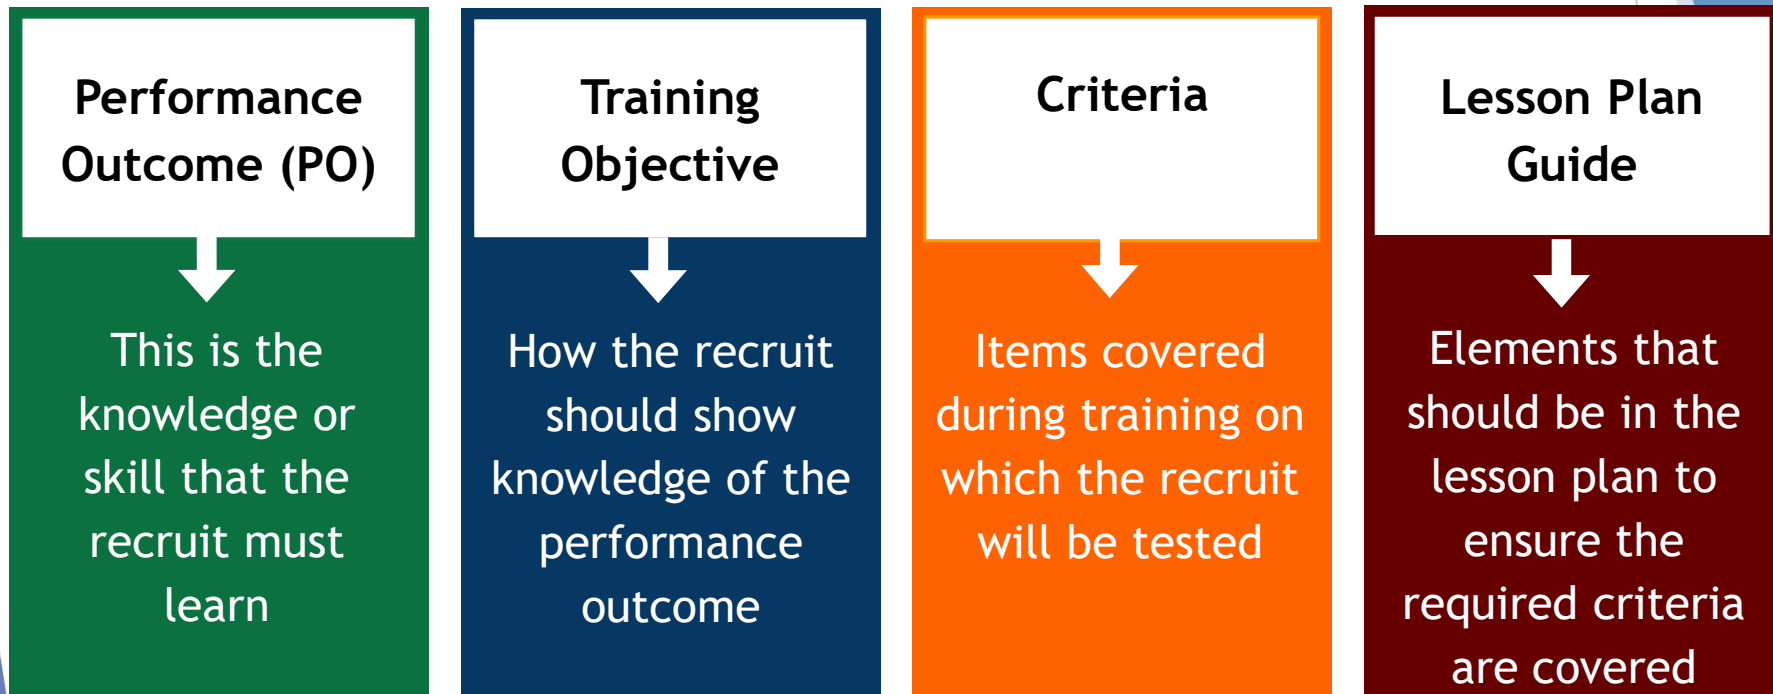 Performance
Outcome (PO)
This is the
knowledge or
skill that the
recruit must
learn
Training
Objective
How the recruit
should show
knowledge of the
performance
outcome
Criteria
Items covered
during training on
which the recruit
will be tested
Lesson Plan
Guide
Elements that
should be in the
lesson plan to
ensure the
required criteria
are covered